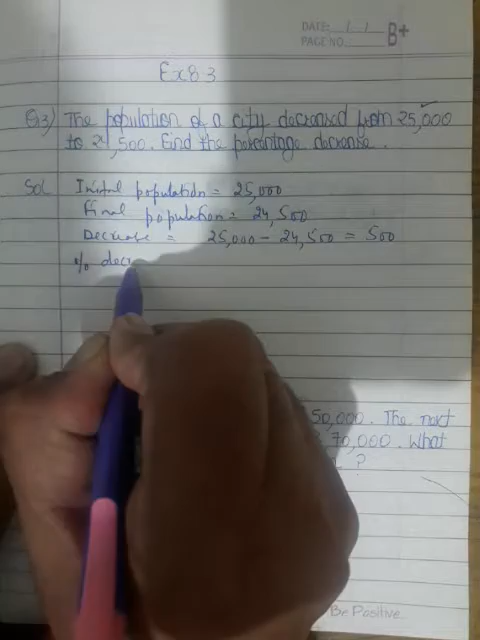 DATE: / /
PAGE NO.
B+
Ex 8.3
Q3) The population of a city decreased from 25,000
to 24,500. Find the percentage decrease.
Sol. Initial population = 25,000
Final population = 24,500
Decrease = 25,000 - 24,500 = 500
% decr
50,000. The next
70,000. What
?
Be Positive